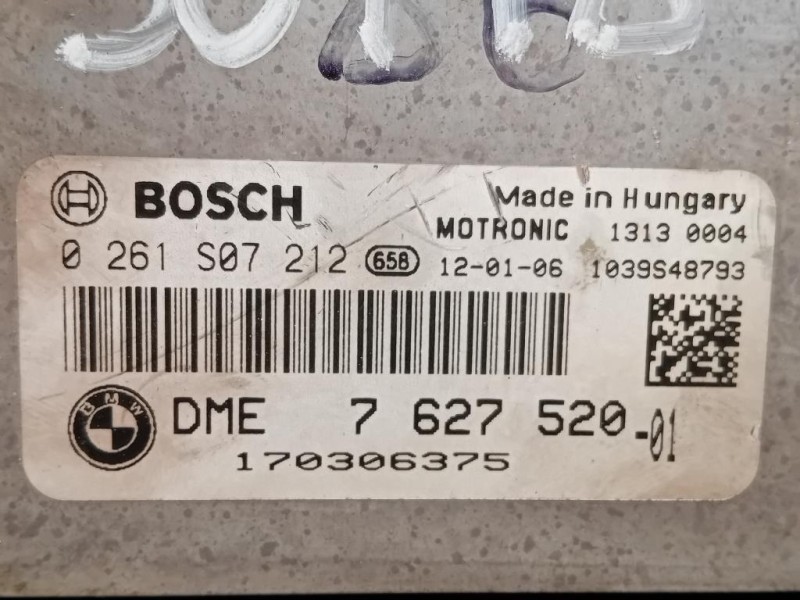 BOSCH
Made in Hungary
MOTRONIC 1313 0004
0 261 S07 212 658 12-01-06 1039S48793
BMW
DME 7 627 520-01
170306375